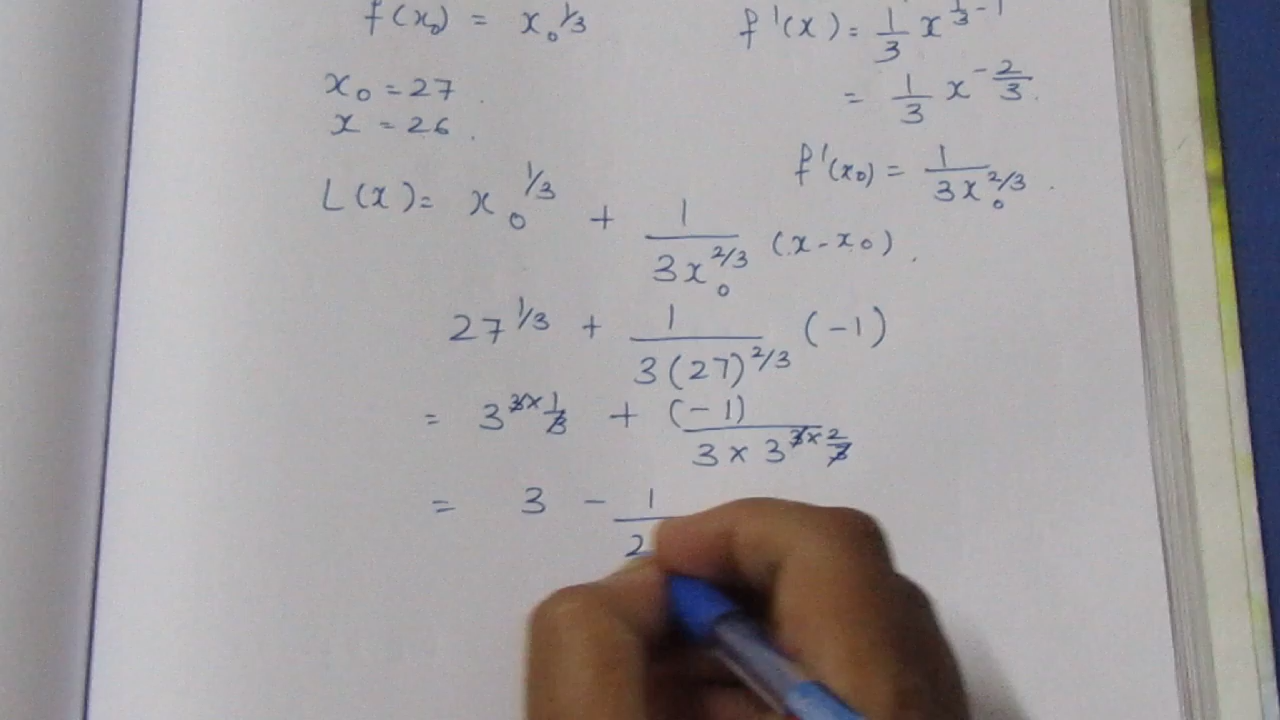 f(x₀) = x₀^1/3
f'(x) = 1/3 x^(1/3 - 1)
x₀ = 27
= 1/3 x^(-2/3).
x = 26.
f'(x₀) = 1/(3x₀^2/3).
L(x) = x₀^1/3 + 1/(3x₀^2/3) (x - x₀).
27^1/3 + 1/(3(27)^2/3) (-1)
= 3^(3×1/3) + (-1)/(3 × 3^(3×2/3))
= 3 - 1/2